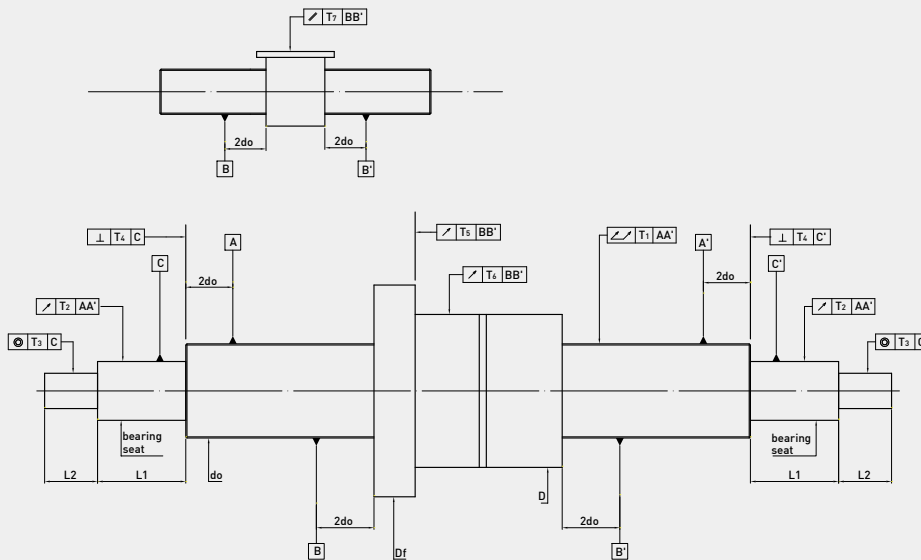 T7 BB'
2do 2do
B B'
⊥ T4 C
A
T5 BB'
T1 AA'
A'
⊥ T4 C'
C
2do
T6 BB'
2do
C'
T2 AA'
T2 AA'
◎ T3 C
◎ T3 C
bearing
seat
bearing
seat
L2 L1 do D L1 L2
2do 2do
B Df B'